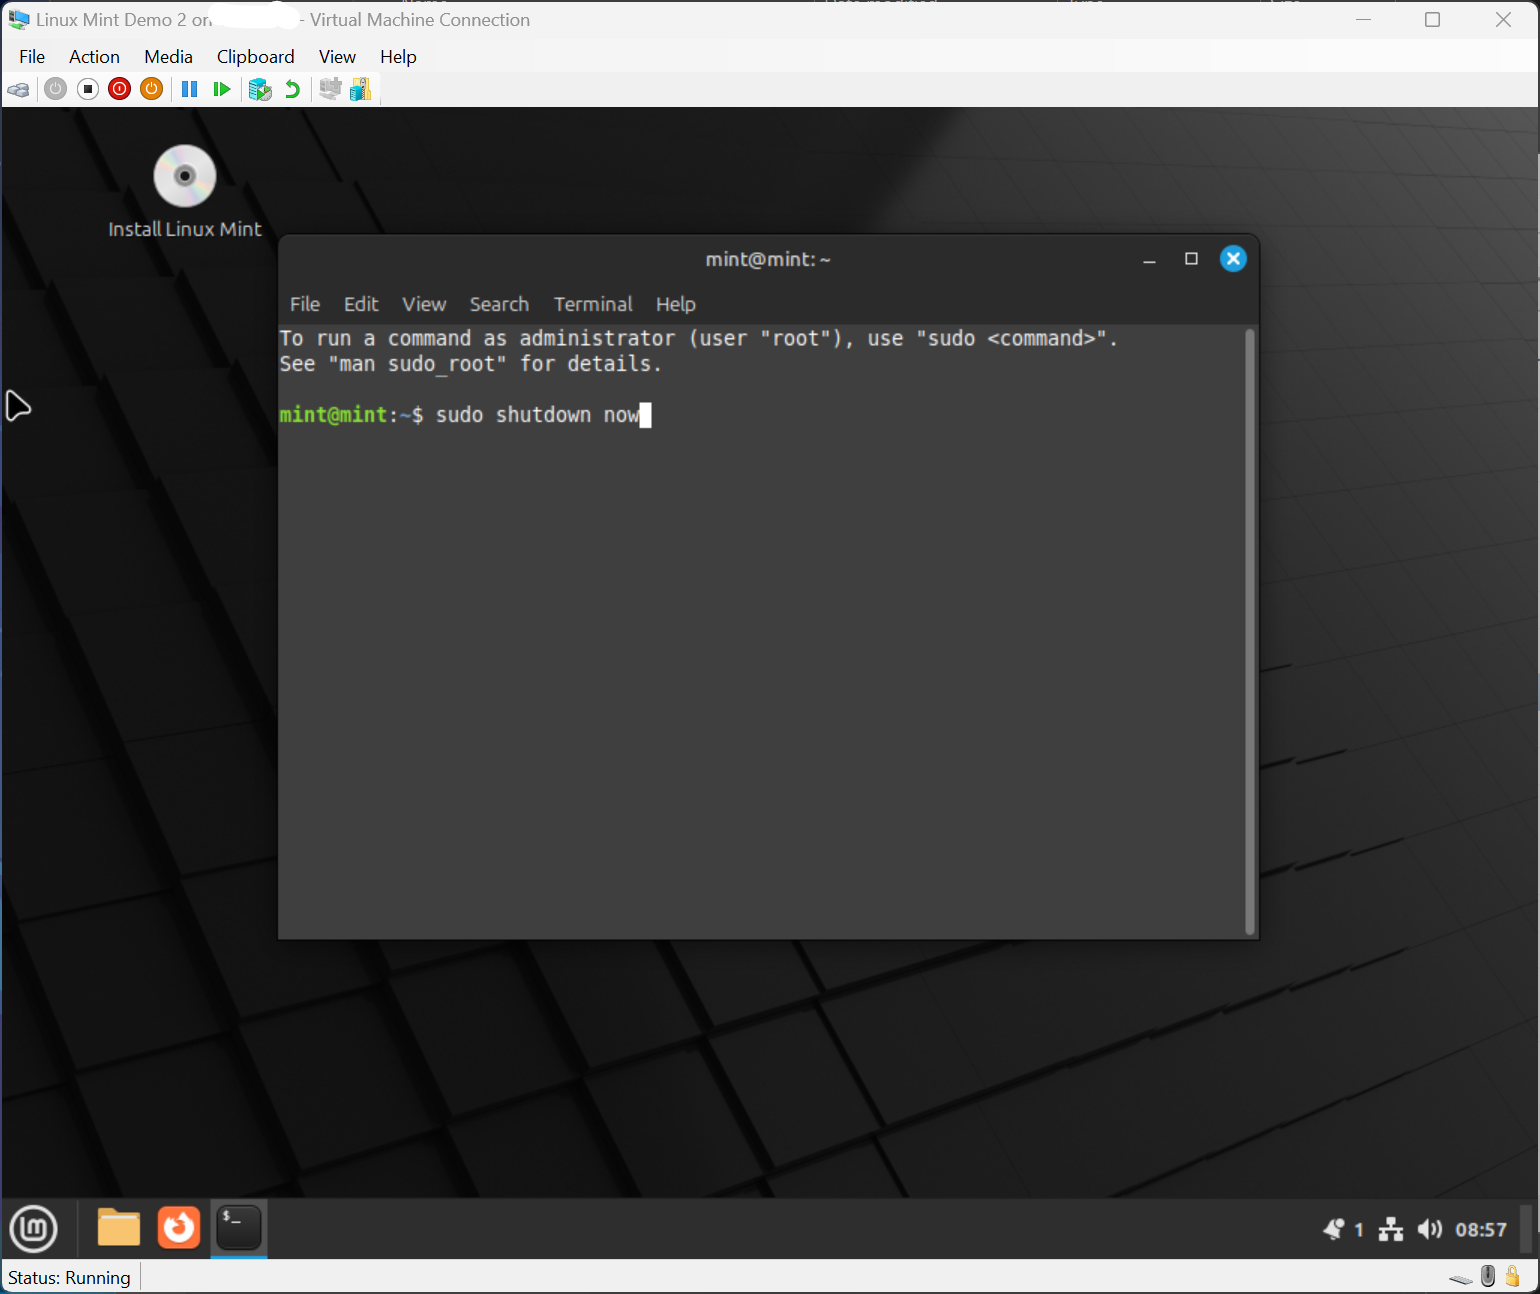 Linux Mint Demo 2 on - Virtual Machine Connection
File Action Media Clipboard View Help
Install Linux Mint
mint@mint: ~
File Edit View Search Terminal Help
To run a command as administrator (user "root"), use "sudo <command>".
See "man sudo_root" for details.
mint@mint:~$ sudo shutdown now
$_
1 08:57
Status: Running